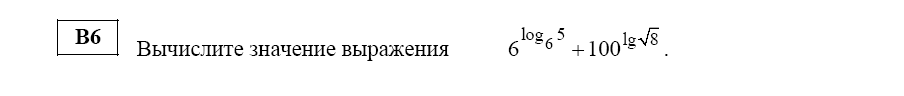 B6
Вычислите значение выражения 6^{log_6 5} + 100^{lg√8}.